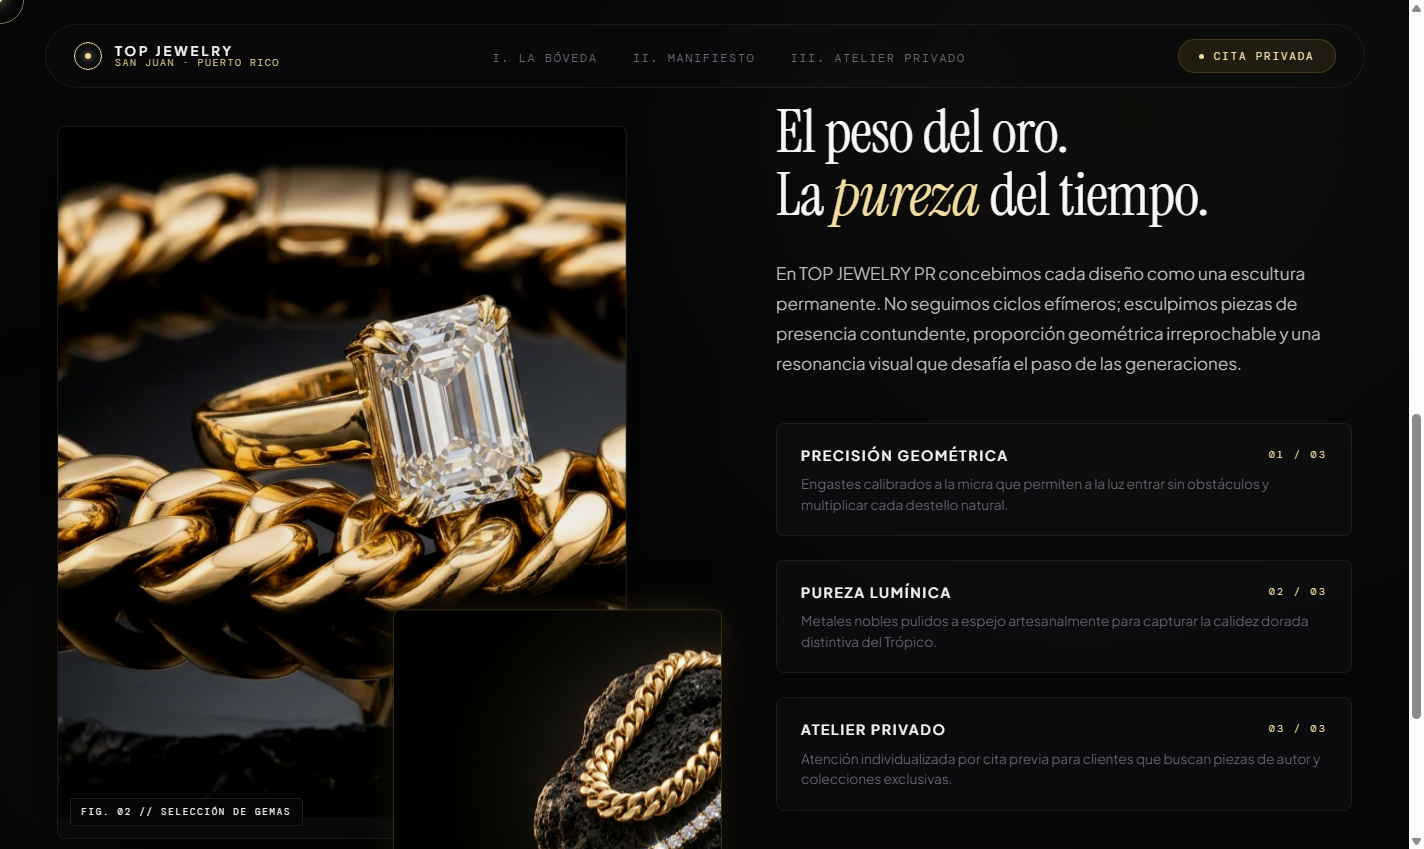 TOP JEWELRY
SAN JUAN · PUERTO RICO
I. LA BÓVEDA
II. MANIFIESTO
III. ATELIER PRIVADO
CITA PRIVADA
El peso del oro.
La pureza del tiempo.
En TOP JEWELRY PR concebimos cada diseño como una escultura
permanente. No seguimos ciclos efímeros; esculpimos piezas de
presencia contundente, proporción geométrica irreprochable y una
resonancia visual que desafía el paso de las generaciones.
PRECISIÓN GEOMÉTRICA
01 / 03
Engastes calibrados a la micra que permiten a la luz entrar sin obstáculos y
multiplicar cada destello natural.
PUREZA LUMÍNICA
02 / 03
Metales nobles pulidos a espejo artesanalmente para capturar la calidez dorada
distintiva del Trópico.
ATELIER PRIVADO
03 / 03
Atención individualizada por cita previa para clientes que buscan piezas de autor y
colecciones exclusivas.
FIG. 02 // SELECCIÓN DE GEMAS